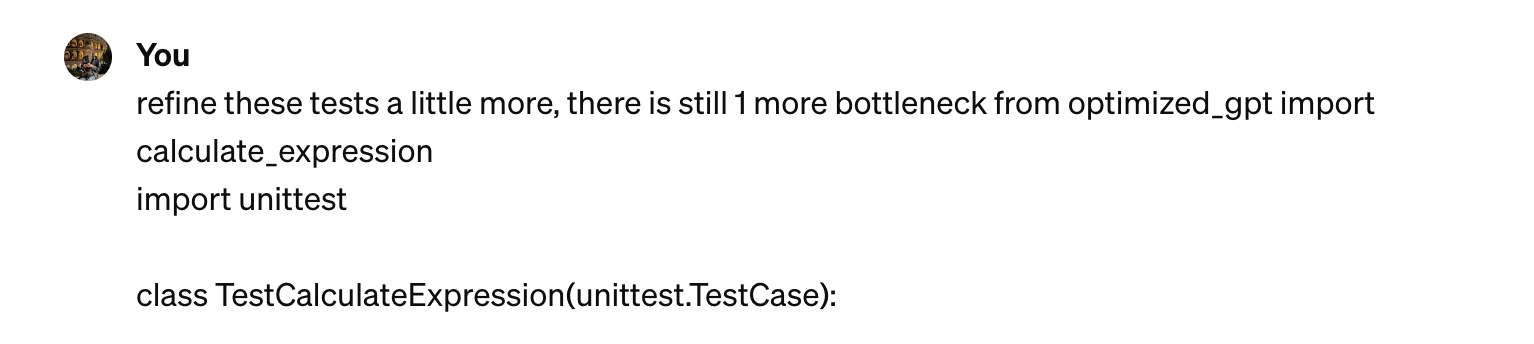 You
refine these tests a little more, there is still 1 more bottleneck from optimized_gpt import
calculate_expression
import unittest
class TestCalculateExpression(unittest.TestCase):